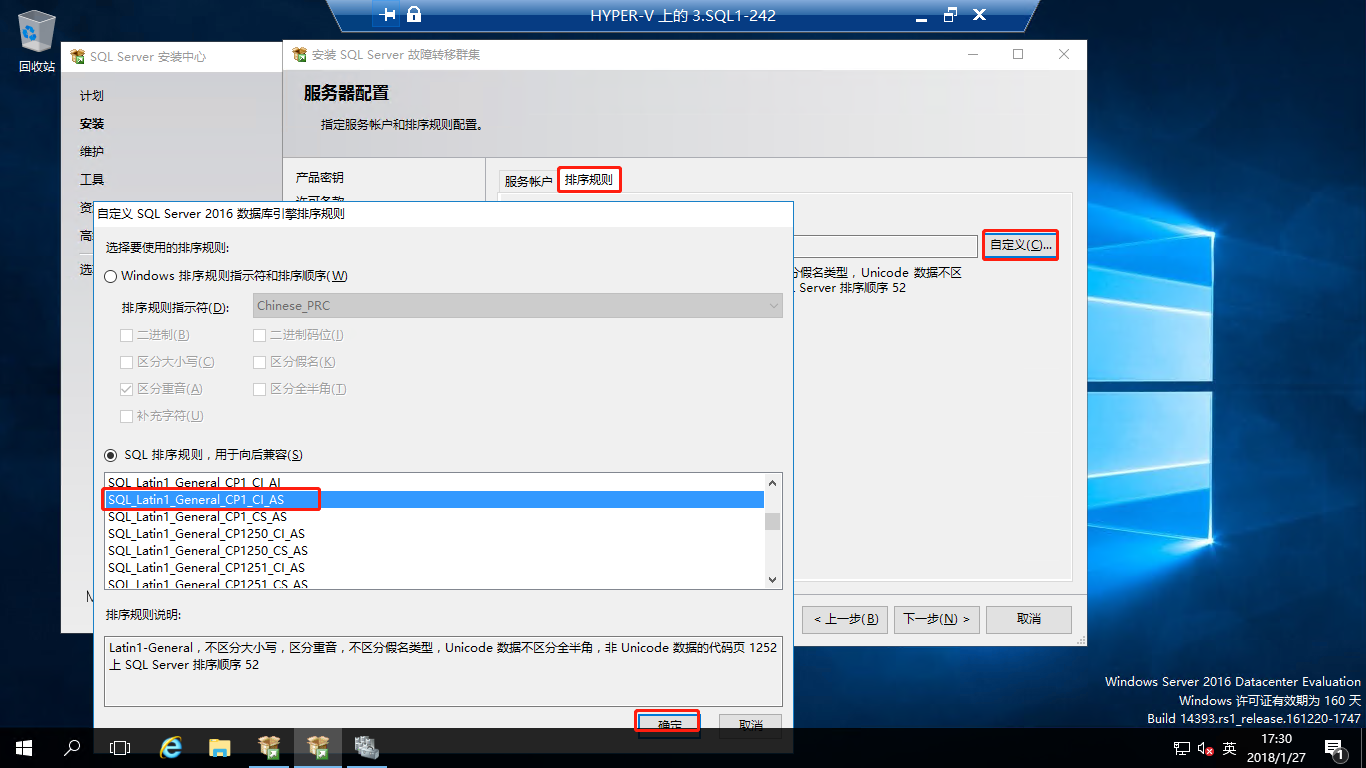 HYPER-V 上的 3.SQL1-242
回收站
SQL Server 安装中心
计划
安装
维护
工具
安装 SQL Server 故障转移群集
服务器配置
指定服务帐户和排序规则配置。
产品密钥
服务帐户
排序规则
自定义(C)...
分假名类型，Unicode 数据不区
Server 排序顺序 52
自定义 SQL Server 2016 数据库引擎排序规则
选择要使用的排序规则:
Windows 排序规则指示符和排序顺序(W)
排序规则指示符(D):
Chinese_PRC
二进制(B)
二进制码位(I)
区分大小写(C)
区分假名(K)
区分重音(A)
区分全半角(T)
补充字符(U)
SQL 排序规则，用于向后兼容(S)
SQL_Latin1_General_CP1_CI_AI
SQL_Latin1_General_CP1_CI_AS
SQL_Latin1_General_CP1_CS_AS
SQL_Latin1_General_CP1250_CI_AS
SQL_Latin1_General_CP1250_CS_AS
SQL_Latin1_General_CP1251_CI_AS
SQL_Latin1_General_CP1251_CS_AS
排序规则说明:
Latin1-General，不区分大小写，区分重音，不区分假名类型，Unicode 数据不区分全半角，非 Unicode 数据的代码页 1252
上 SQL Server 排序顺序 52
确定
取消
< 上一步(B)
下一步(N) >
取消
Windows Server 2016 Datacenter Evaluation
Windows 许可证有效期为 160 天
Build 14393.rs1_release.161220-1747
英
17:30
2018/1/27
1